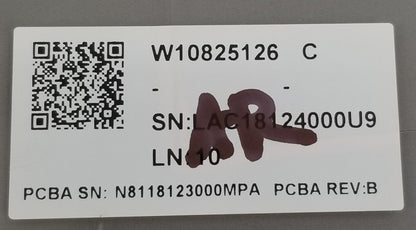 W10825126 C
- -
SN:LAC18124000U9
AR
LN:10
PCBA SN: N8118123000MPA PCBA REV:B